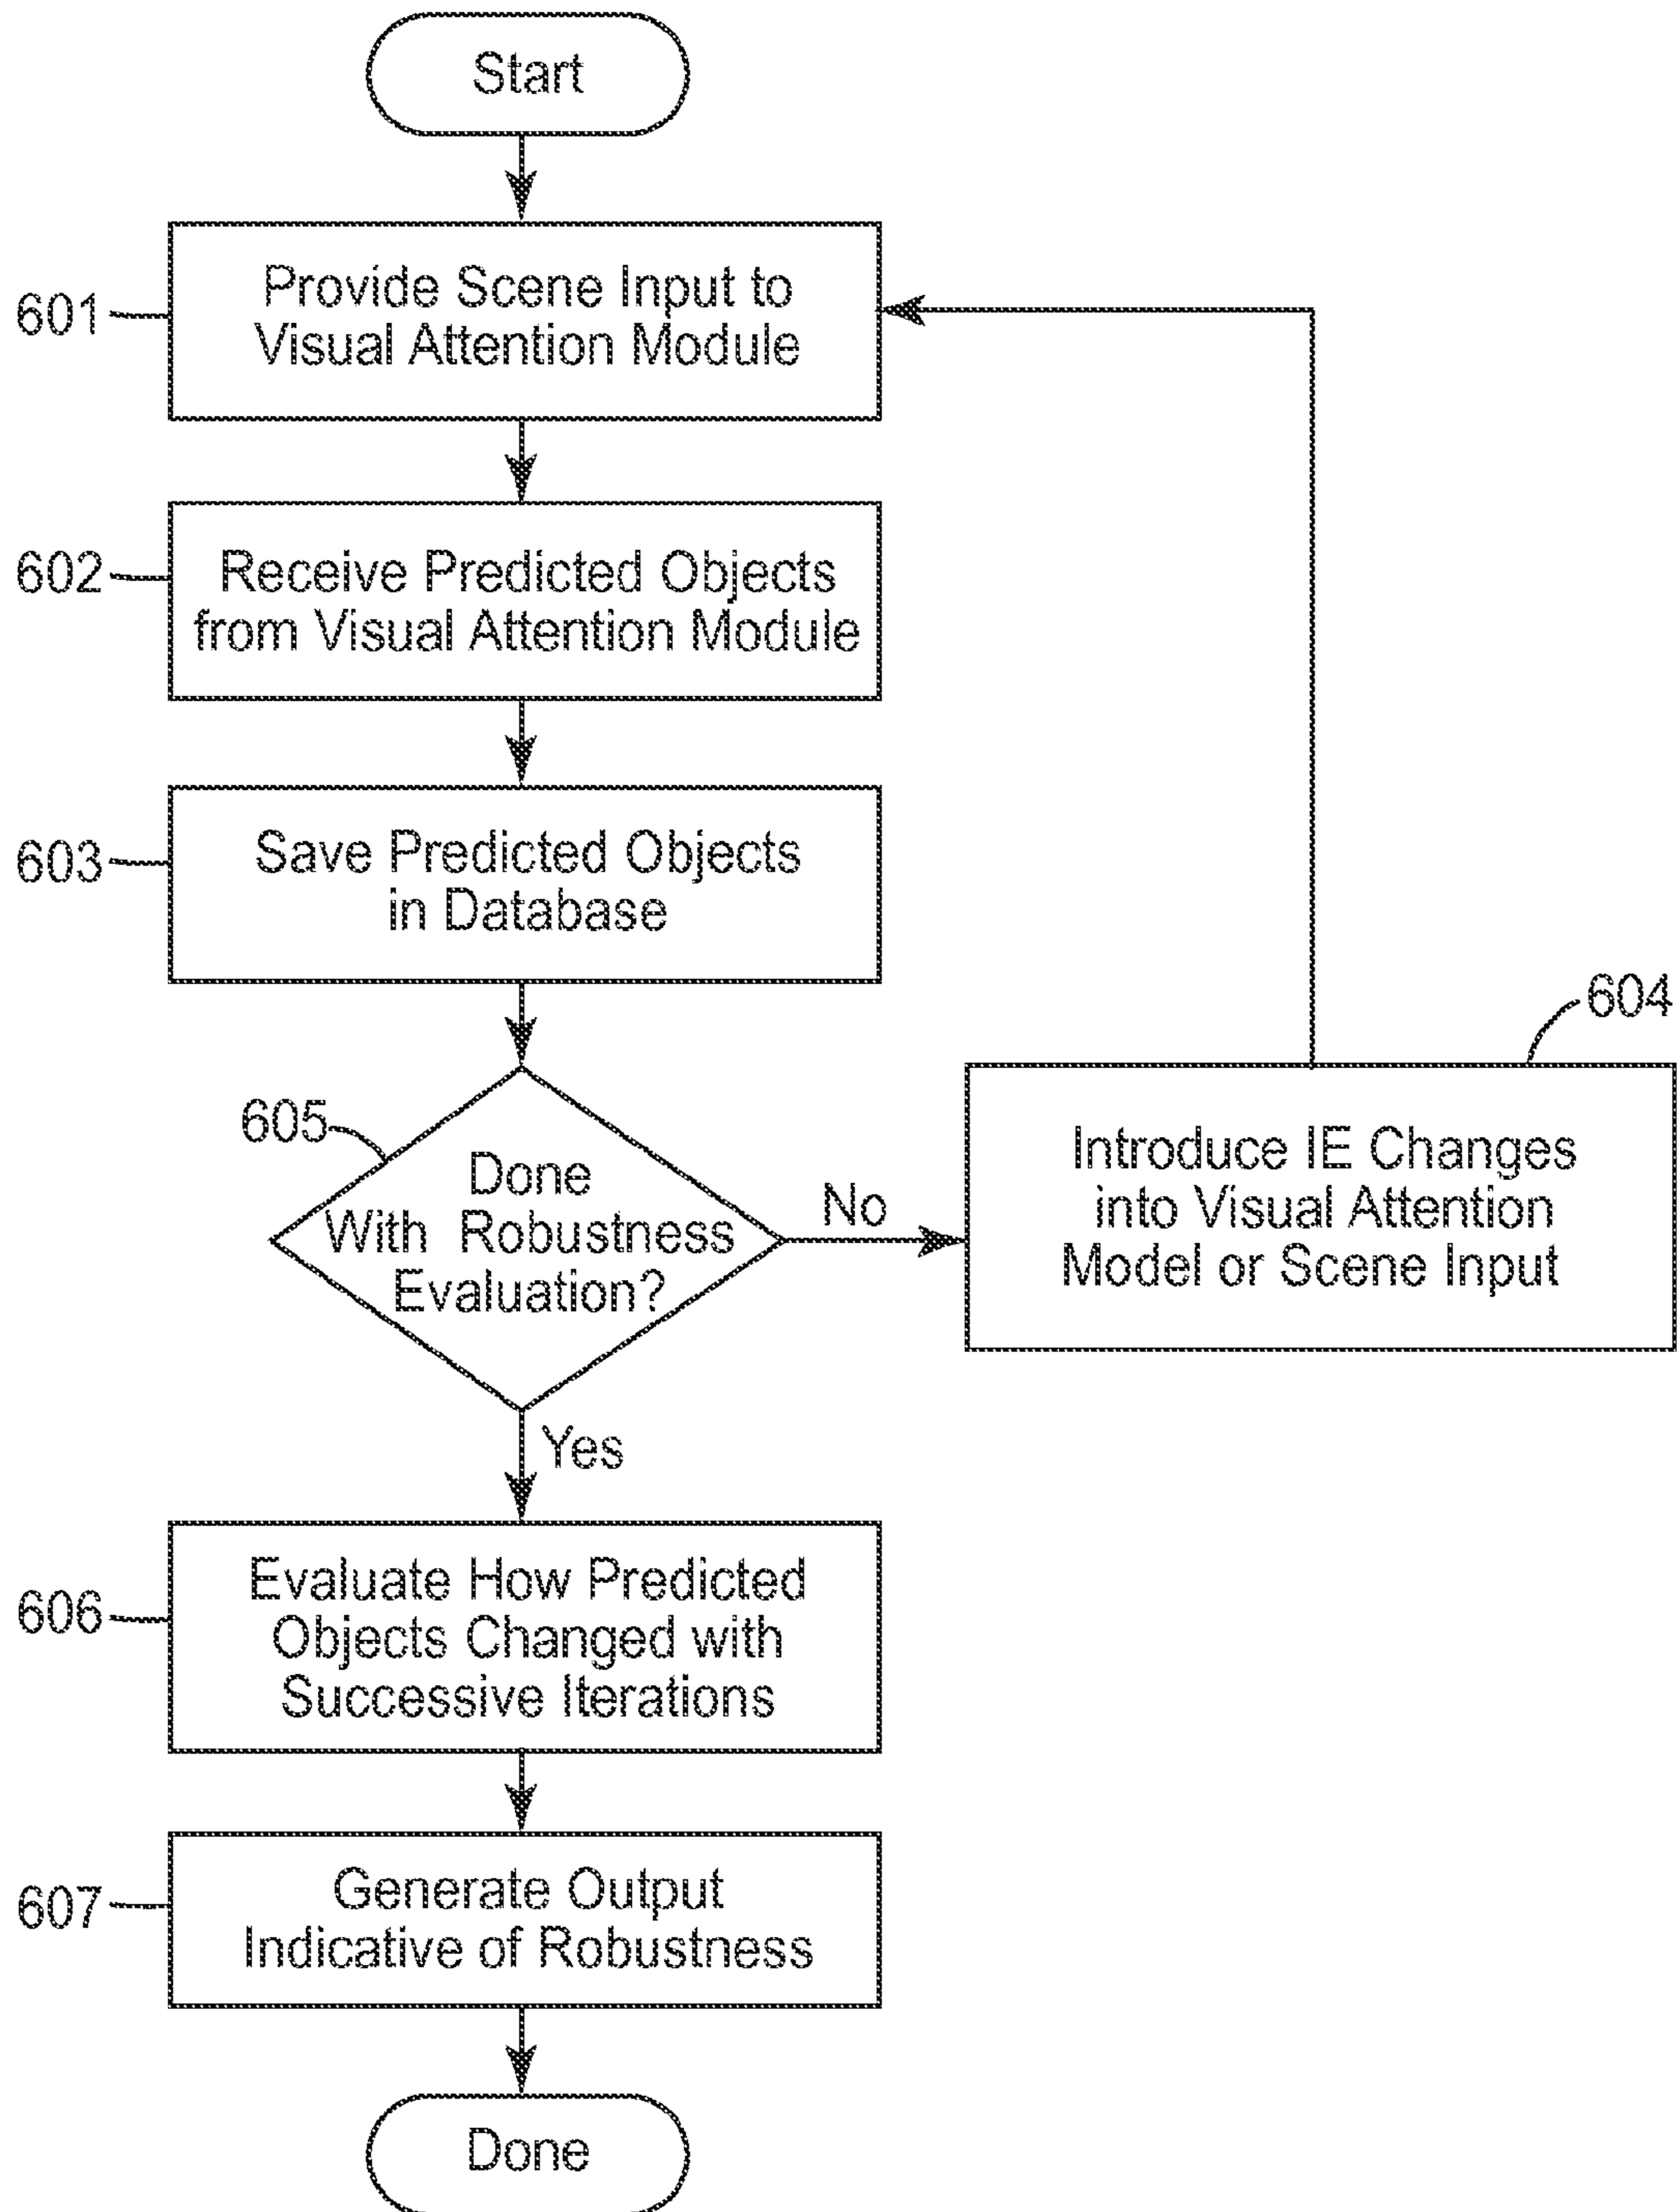 Start
601
Provide Scene Input to
Visual Attention Module
602
Receive Predicted Objects
from Visual Attention Module
603
Save Predicted Objects
in Database
604
605
Done
With Robustness
Evaluation?
No
Introduce IE Changes
into Visual Attention
Model or Scene Input
Yes
606
Evaluate How Predicted
Objects Changed with
Successive Iterations
607
Generate Output
Indicative of Robustness
Done